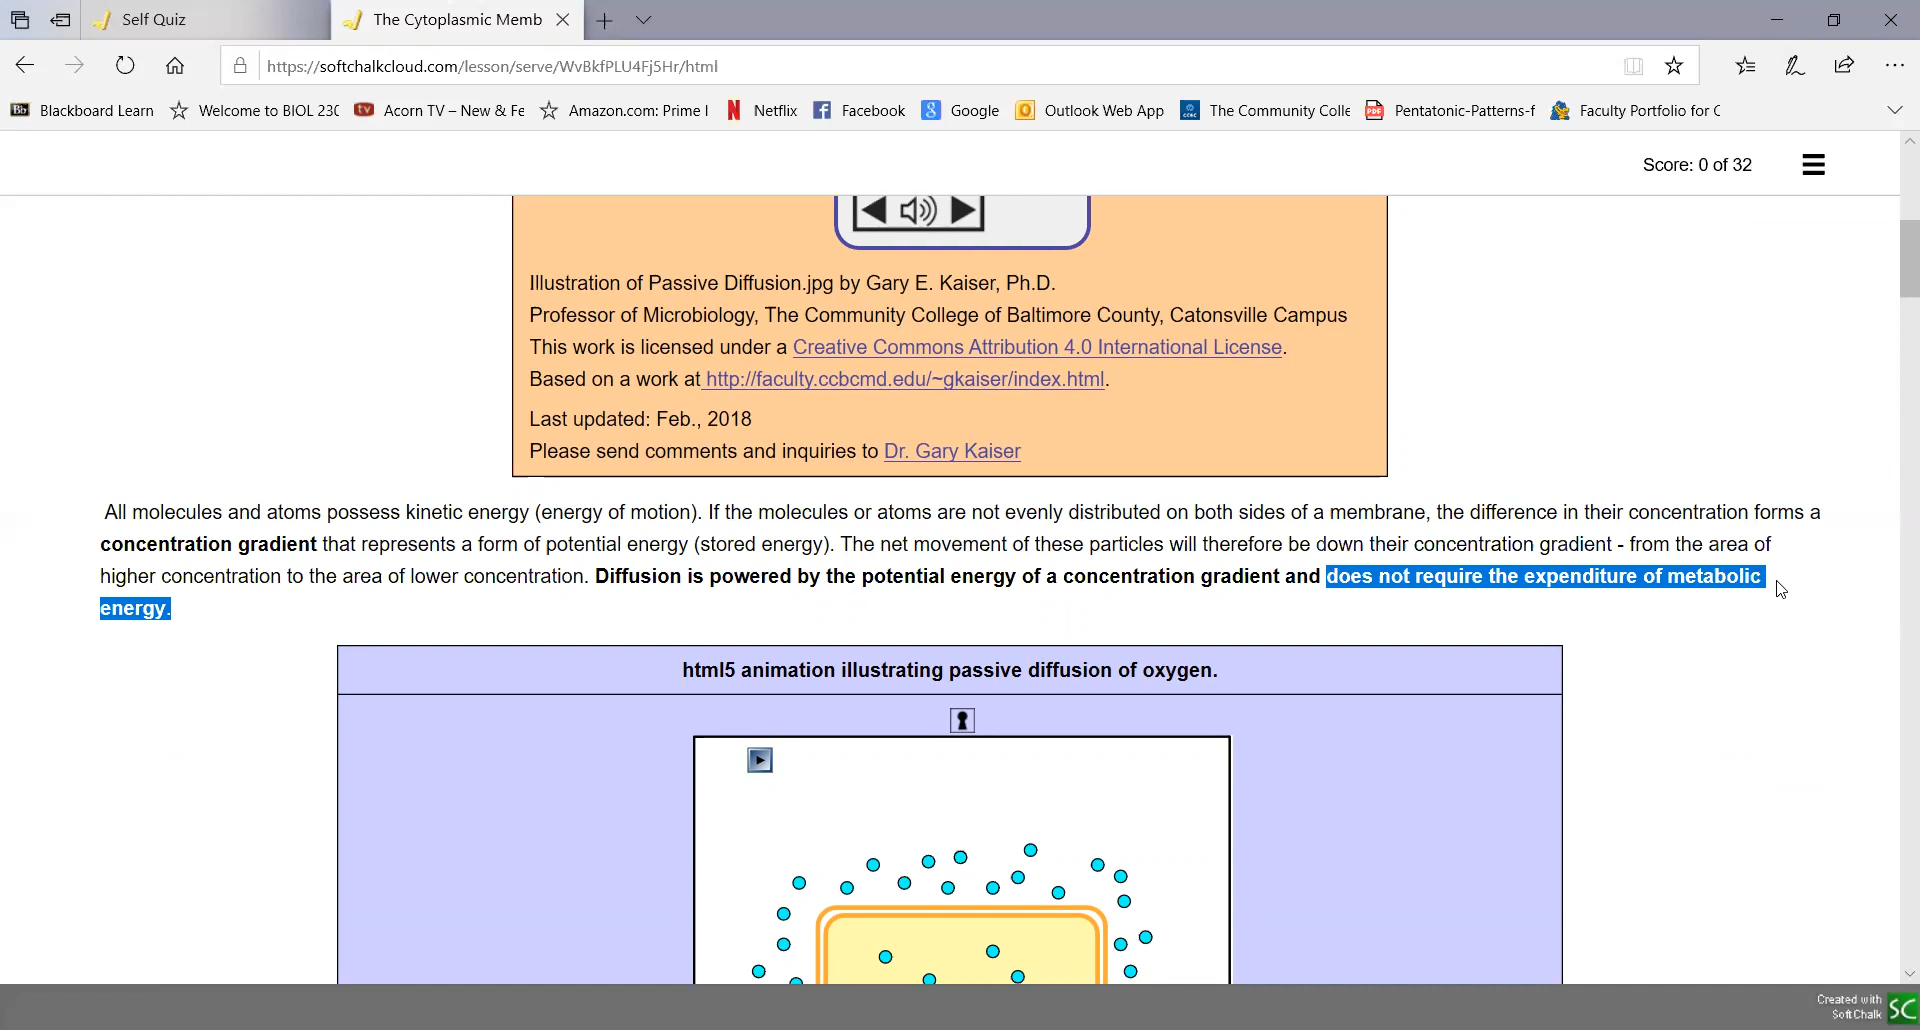 Self Quiz
The Cytoplasmic Memb
https://softchalkcloud.com/lesson/serve/WvBkfPLU4Fj5Hr/html
Bb Blackboard Learn Welcome to BIOL 230 tv Acorn TV – New & Fe Amazon.com: Prime I N Netflix f Facebook g Google O Outlook Web App CCBC The Community Colle PDF Pentatonic-Patterns-f Faculty Portfolio for C
Score: 0 of 32
Illustration of Passive Diffusion.jpg by Gary E. Kaiser, Ph.D.
Professor of Microbiology, The Community College of Baltimore County, Catonsville Campus
This work is licensed under a Creative Commons Attribution 4.0 International License.
Based on a work at http://faculty.ccbcmd.edu/~gkaiser/index.html.
Last updated: Feb., 2018
Please send comments and inquiries to Dr. Gary Kaiser
All molecules and atoms possess kinetic energy (energy of motion). If the molecules or atoms are not evenly distributed on both sides of a membrane, the difference in their concentration forms a
concentration gradient that represents a form of potential energy (stored energy). The net movement of these particles will therefore be down their concentration gradient - from the area of
higher concentration to the area of lower concentration. Diffusion is powered by the potential energy of a concentration gradient and does not require the expenditure of metabolic
energy.
html5 animation illustrating passive diffusion of oxygen.
Created with
SoftChalk
SC